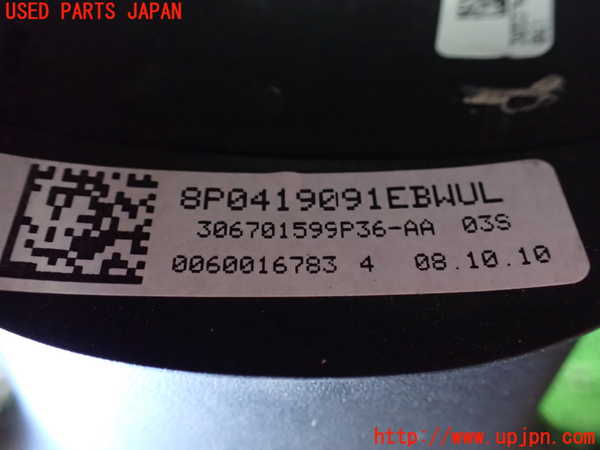 USED PARTS JAPAN
8P0419091EBWUL
306701599P36-AA 03S
0060016783 4 08.10.10
http://www.upjpn.com